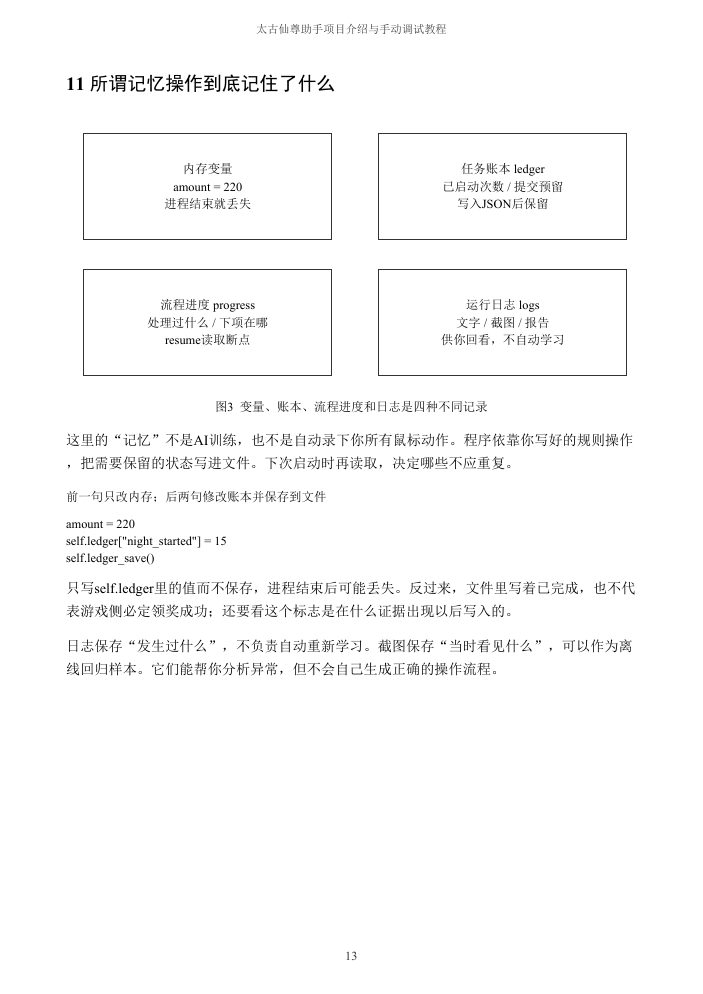 太古仙尊助手项目介绍与手动调试教程
11 所谓记忆操作到底记住了什么
内存变量
amount = 220
进程结束就丢失
任务账本 ledger
已启动次数 / 提交预留
写入JSON后保留
流程进度 progress
处理过什么 / 下项在哪
resume读取断点
运行日志 logs
文字 / 截图 / 报告
供你回看，不自动学习
图3 变量、账本、流程进度和日志是四种不同记录
这里的“记忆”不是AI训练，也不是自动录下你所有鼠标动作。程序依靠你写好的规则操作
，把需要保留的状态写进文件。下次启动时再读取，决定哪些不应重复。
前一句只改内存；后两句修改账本并保存到文件
amount = 220
self.ledger["night_started"] = 15
self.ledger_save()
只写self.ledger里的值而不保存，进程结束后可能丢失。反过来，文件里写着已完成，也不代
表游戏侧必定领奖成功；还要看这个标志是在什么证据出现以后写入的。
日志保存“发生过什么”，不负责自动重新学习。截图保存“当时看见什么”，可以作为离
线回归样本。它们能帮你分析异常，但不会自己生成正确的操作流程。
13